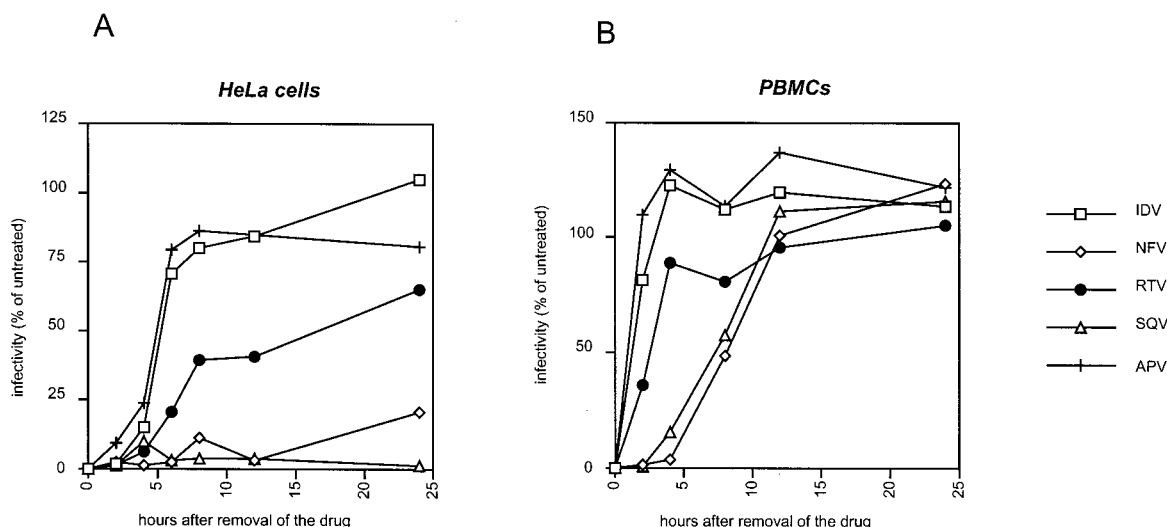 A
HeLa cells
infectivity (% of untreated)
125
100
75
50
25
0
0
5
10
15
20
25
hours after removal of the drug
B
PBMCs
infectivity (% of untreated)
150
100
50
0
0
5
10
15
20
25
hours after removal of the drug
IDV
NFV
RTV
SQV
APV